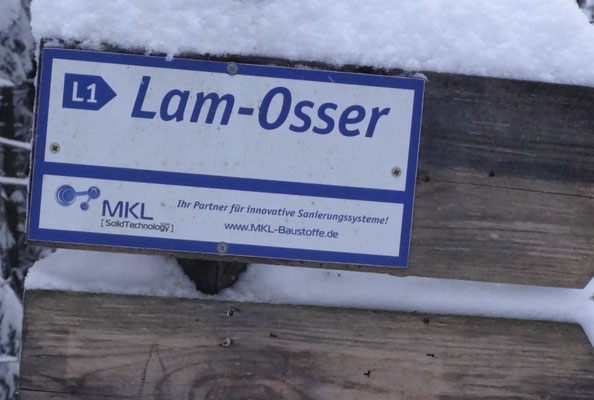 L1 Lam-Osser
MKL
[SolidTechnology]
Ihr Partner für innovative Sanierungssysteme!
www.MKL-Baustoffe.de